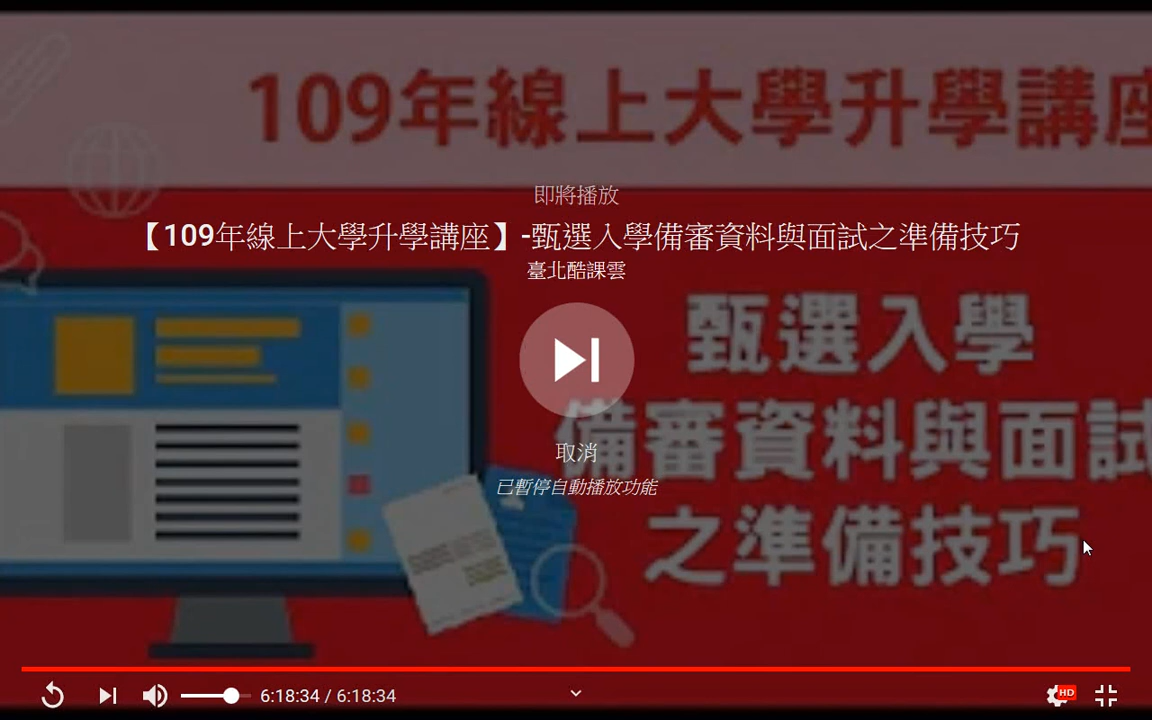 109年線上大學升學講座
即將播放
【109年線上大學升學講座】-甄選入學備審資料與面試之準備技巧
臺北酷課雲
甄選入學
備審資料與面試
之準備技巧
取消
已暫停自動播放功能
6:18:34 / 6:18:34
HD